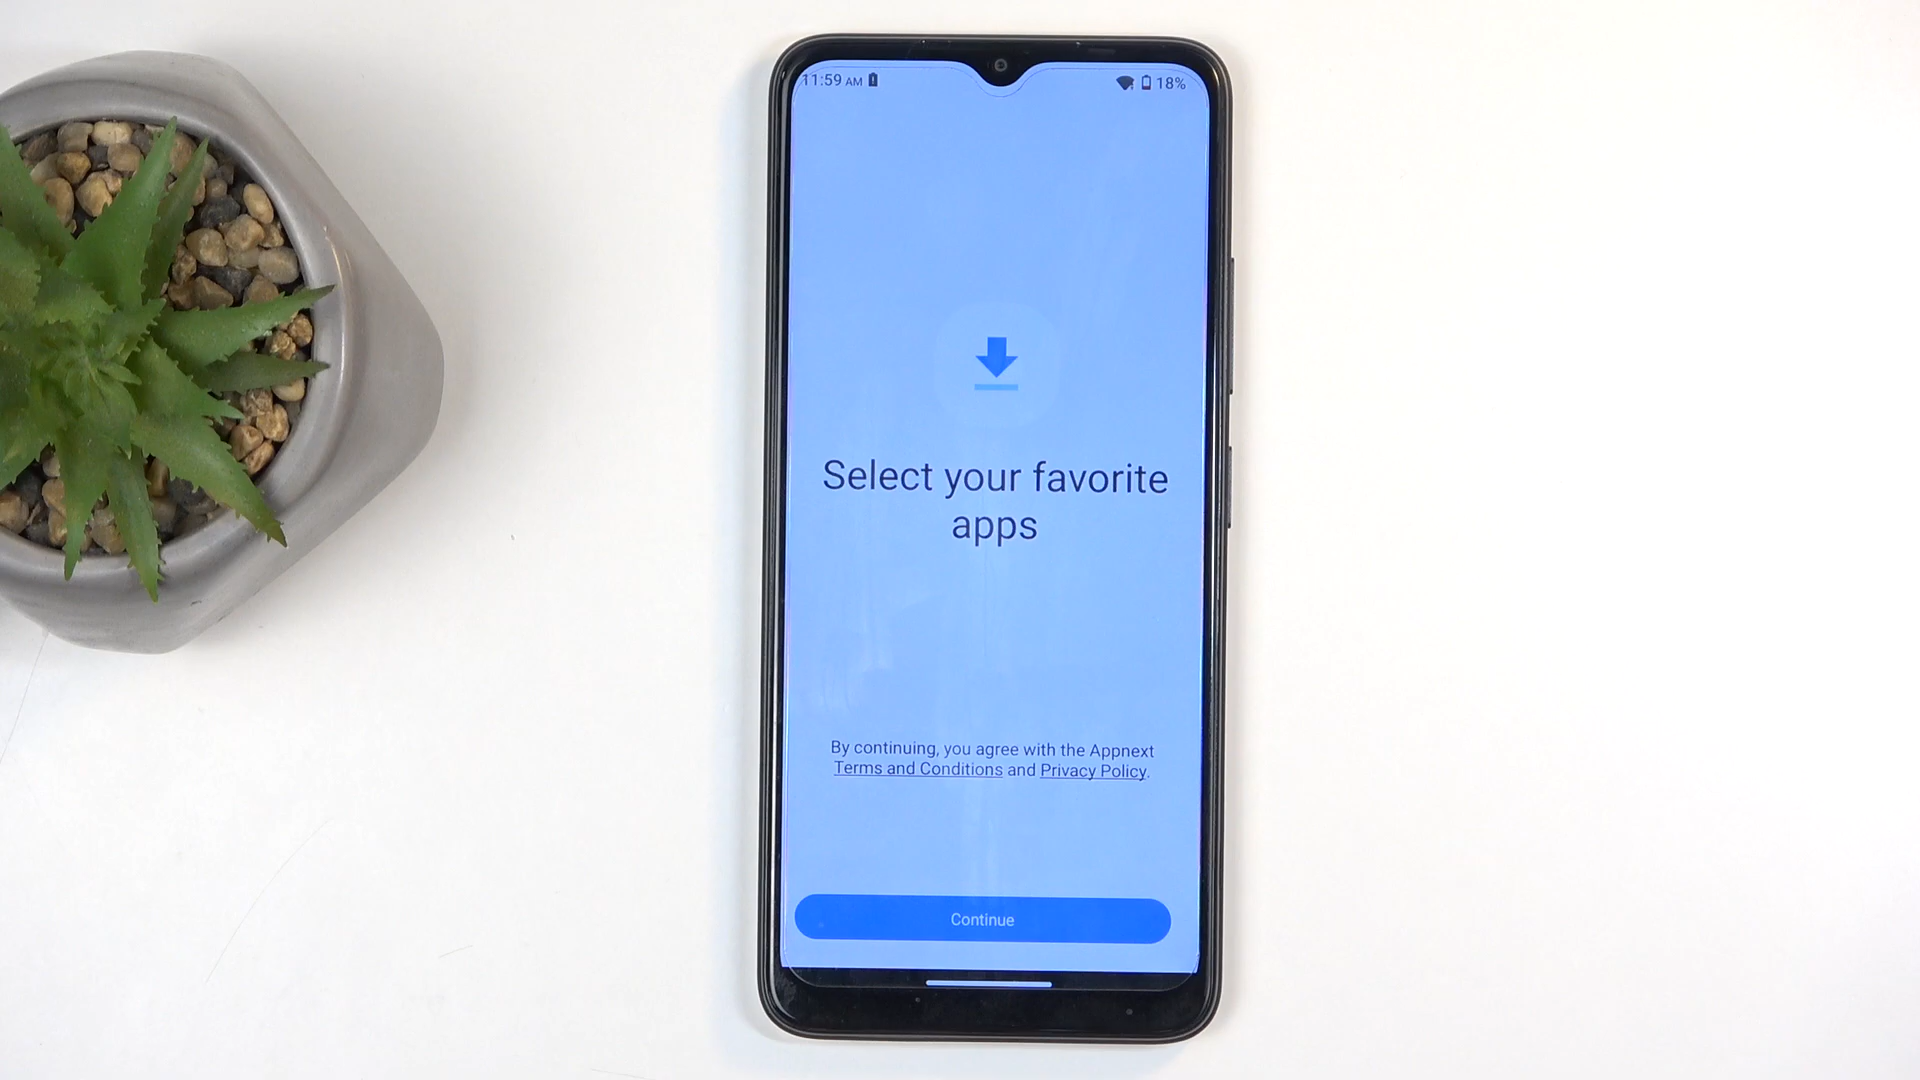 11:59 AM 18%
Select your favorite
apps
By continuing, you agree with the Appnext
Terms and Conditions and Privacy Policy.
Continue